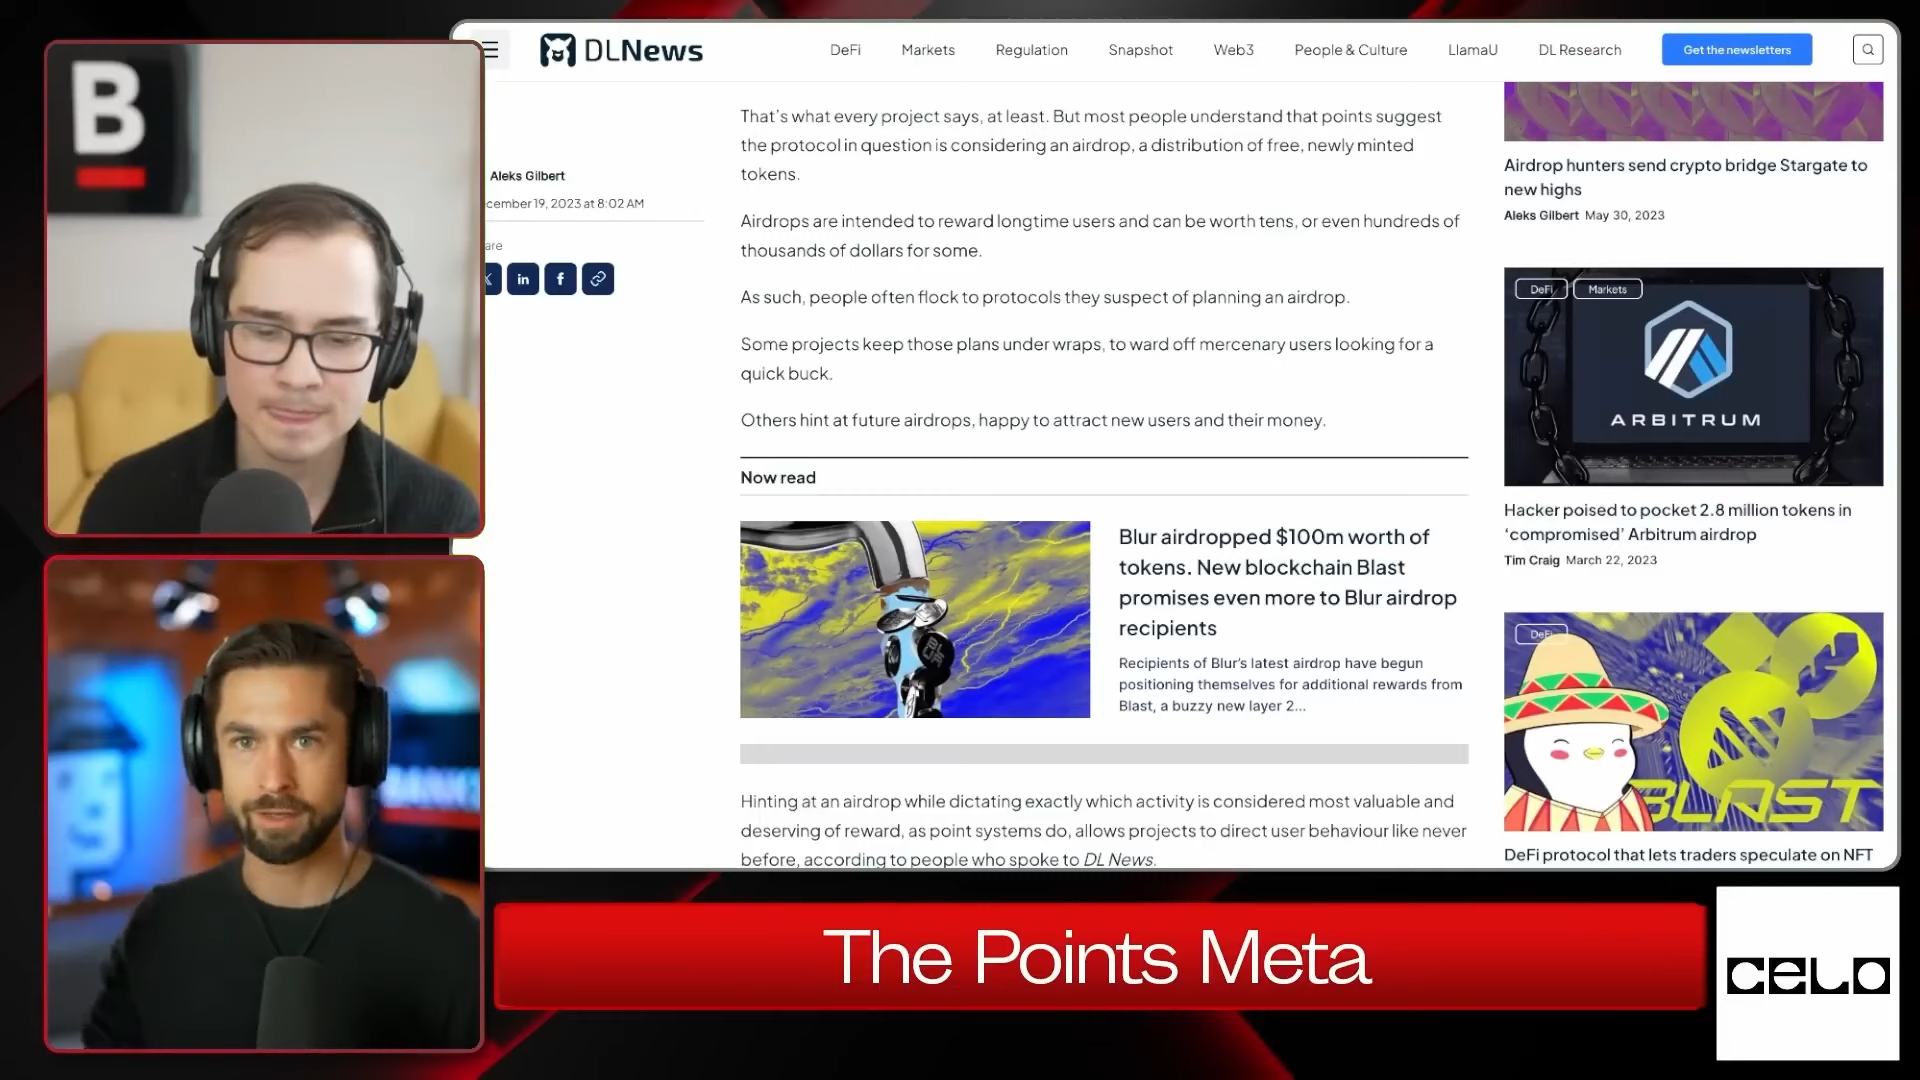 B
DLNews
DeFi
Markets
Regulation
Snapshot
Web3
People & Culture
LlamaU
DL Research
Get the newsletters
Aleks Gilbert
cember 19, 2023 at 8:02 AM
are
in
f
That's what every project says, at least. But most people understand that points suggest
the protocol in question is considering an airdrop, a distribution of free, newly minted
tokens.
Airdrops are intended to reward longtime users and can be worth tens, or even hundreds of
thousands of dollars for some.
As such, people often flock to protocols they suspect of planning an airdrop.
Some projects keep those plans under wraps, to ward off mercenary users looking for a
quick buck.
Others hint at future airdrops, happy to attract new users and their money.
Now read
Blur airdropped $100m worth of
tokens. New blockchain Blast
promises even more to Blur airdrop
recipients
Recipients of Blur's latest airdrop have begun
positioning themselves for additional rewards from
Blast, a buzzy new layer 2...
Hinting at an airdrop while dictating exactly which activity is considered most valuable and
deserving of reward, as point systems do, allows projects to direct user behaviour like never
before, according to people who spoke to DL News.
Airdrop hunters send crypto bridge Stargate to
new highs
Aleks Gilbert May 30, 2023
DeFi
Markets
ARBITRUM
Hacker poised to pocket 2.8 million tokens in
‘compromised’ Arbitrum airdrop
Tim Craig March 22, 2023
DeFi
BLAST
DeFi protocol that lets traders speculate on NFT
The Points Meta
CELO